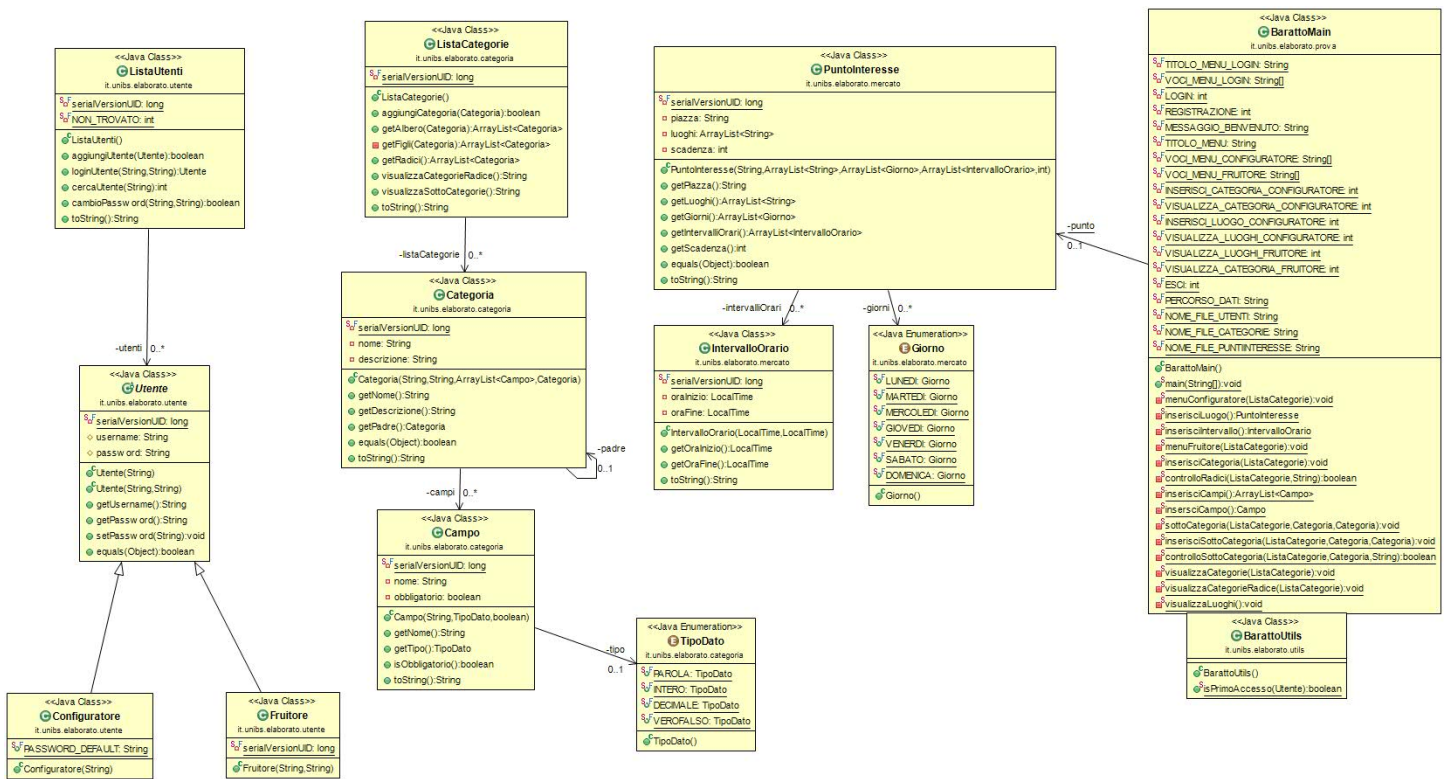 <<Java Class>>
ListaUtenti
it.unibs.elaborato.utente
serialVersionUID: long
NON_TROVATO: int
ListaUtenti()
aggiungiUtente(Utente):boolean
loginUtente(String,String):Utente
cercaUtente(String):int
cambioPassword(String,String):boolean
toString():String
-utenti 0..*
<<Java Class>>
Utente
it.unibs.elaborato.utente
serialVersionUID: long
username: String
password: String
Utente(String)
Utente(String,String)
getUsername():String
getPassword():String
setPassword(String):void
equals(Object):boolean
<<Java Class>>
Configuratore
it.unibs.elaborato.utente
PASSWORD_DEFAULT: String
Configuratore(String)
<<Java Class>>
Fruitore
it.unibs.elaborato.utente
serialVersionUID: long
Fruitore(String,String)
<<Java Class>>
ListaCategorie
it.unibs.elaborato.categoria
serialVersionUID: long
ListaCategorie()
aggiungiCategoria(Categoria):boolean
getAlbero(Categoria):ArrayList<Categoria>
getFigli(Categoria):ArrayList<Categoria>
getRadici():ArrayList<Categoria>
visualizzaCategorieRadice():String
visualizzaSottoCategorie():String
toString():String
-listaCategorie 0..*
<<Java Class>>
Categoria
it.unibs.elaborato.categoria
serialVersionUID: long
nome: String
descrizione: String
Categoria(String,String,ArrayList<Campo>,Categoria)
getNome():String
getDescrizione():String
getPadre():Categoria
equals(Object):boolean
toString():String
-padre
0..1
-campi 0..*
<<Java Class>>
Campo
it.unibs.elaborato.categoria
serialVersionUID: long
nome: String
obbligatorio: boolean
Campo(String,TipoDato,boolean)
getNome():String
getTipo():TipoDato
isObbligatorio():boolean
toString():String
-tipo
0..1
<<Java Enumeration>>
TipoDato
it.unibs.elaborato.categoria
PAROLA: TipoDato
INTERO: TipoDato
DECIMALE: TipoDato
VEROFALSO: TipoDato
TipoDato()
<<Java Class>>
PuntoInteresse
it.unibs.elaborato.mercato
serialVersionUID: long
piazza: String
luoghi: ArrayList<String>
scadenza: int
PuntoInteresse(String,ArrayList<String>,ArrayList<Giorno>,ArrayList<IntervalloOrario>,int)
getPiazza():String
getLuoghi():ArrayList<String>
getGiorni():ArrayList<Giorno>
getIntervalliOrari():ArrayList<IntervalloOrario>
getScadenza():int
equals(Object):boolean
toString():String
-intervalliOrari 0..*
-giorni 0..*
<<Java Class>>
IntervalloOrario
it.unibs.elaborato.mercato
serialVersionUID: long
oraInizio: LocalTime
oraFine: LocalTime
IntervalloOrario(LocalTime,LocalTime)
getOraInizio():LocalTime
getOraFine():LocalTime
toString():String
<<Java Enumeration>>
Giorno
it.unibs.elaborato.mercato
LUNEDI: Giorno
MARTEDI: Giorno
MERCOLEDI: Giorno
GIOVEDI: Giorno
VENERDI: Giorno
SABATO: Giorno
DOMENICA: Giorno
Giorno()
-punto
0..1
<<Java Class>>
BarattoMain
it.unibs.elaborato.prova
TITOLO_MENU_LOGIN: String
VOCI_MENU_LOGIN: String[]
LOGIN: int
REGISTRAZIONE: int
MESSAGGIO_BENVENUTO: String
TITOLO_MENU: String
VOCI_MENU_CONFIGURATORE: String[]
VOCI_MENU_FRUITORE: String[]
INSERISCI_CATEGORIA_CONFIGURATORE: int
VISUALIZZA_CATEGORIA_CONFIGURATORE: int
INSERISCI_LUOGO_CONFIGURATORE: int
VISUALIZZA_LUOGHI_CONFIGURATORE: int
VISUALIZZA_LUOGHI_FRUITORE: int
VISUALIZZA_CATEGORIA_FRUITORE: int
ESCI: int
PERCORSO_DATI: String
NOME_FILE_UTENTI: String
NOME_FILE_CATEGORIE: String
NOME_FILE_PUNTIINTERESSE: String
BarattoMain()
main(String[]):void
menuConfiguratore(ListaCategorie):void
inserisciLuogo():PuntoInteresse
inserisciIntervallo():IntervalloOrario
menuFruitore(ListaCategorie):void
inserisciCategoria(ListaCategorie):void
controlloRadici(ListaCategorie,String):boolean
inserisciCampi():ArrayList<Campo>
insersciCampo():Campo
sottoCategoria(ListaCategorie,Categoria,Categoria):void
inserisciSottoCategoria(ListaCategorie,Categoria,Categoria):void
controlloSottoCategoria(ListaCategorie,Categoria,String):boolean
visualizzaCategorie(ListaCategorie):void
visualizzaCategorieRadice(ListaCategorie):void
visualizzaLuoghi():void
<<Java Class>>
BarattoUtils
it.unibs.elaborato.utils
BarattoUtils()
isPrimoAccesso(Utente):boolean